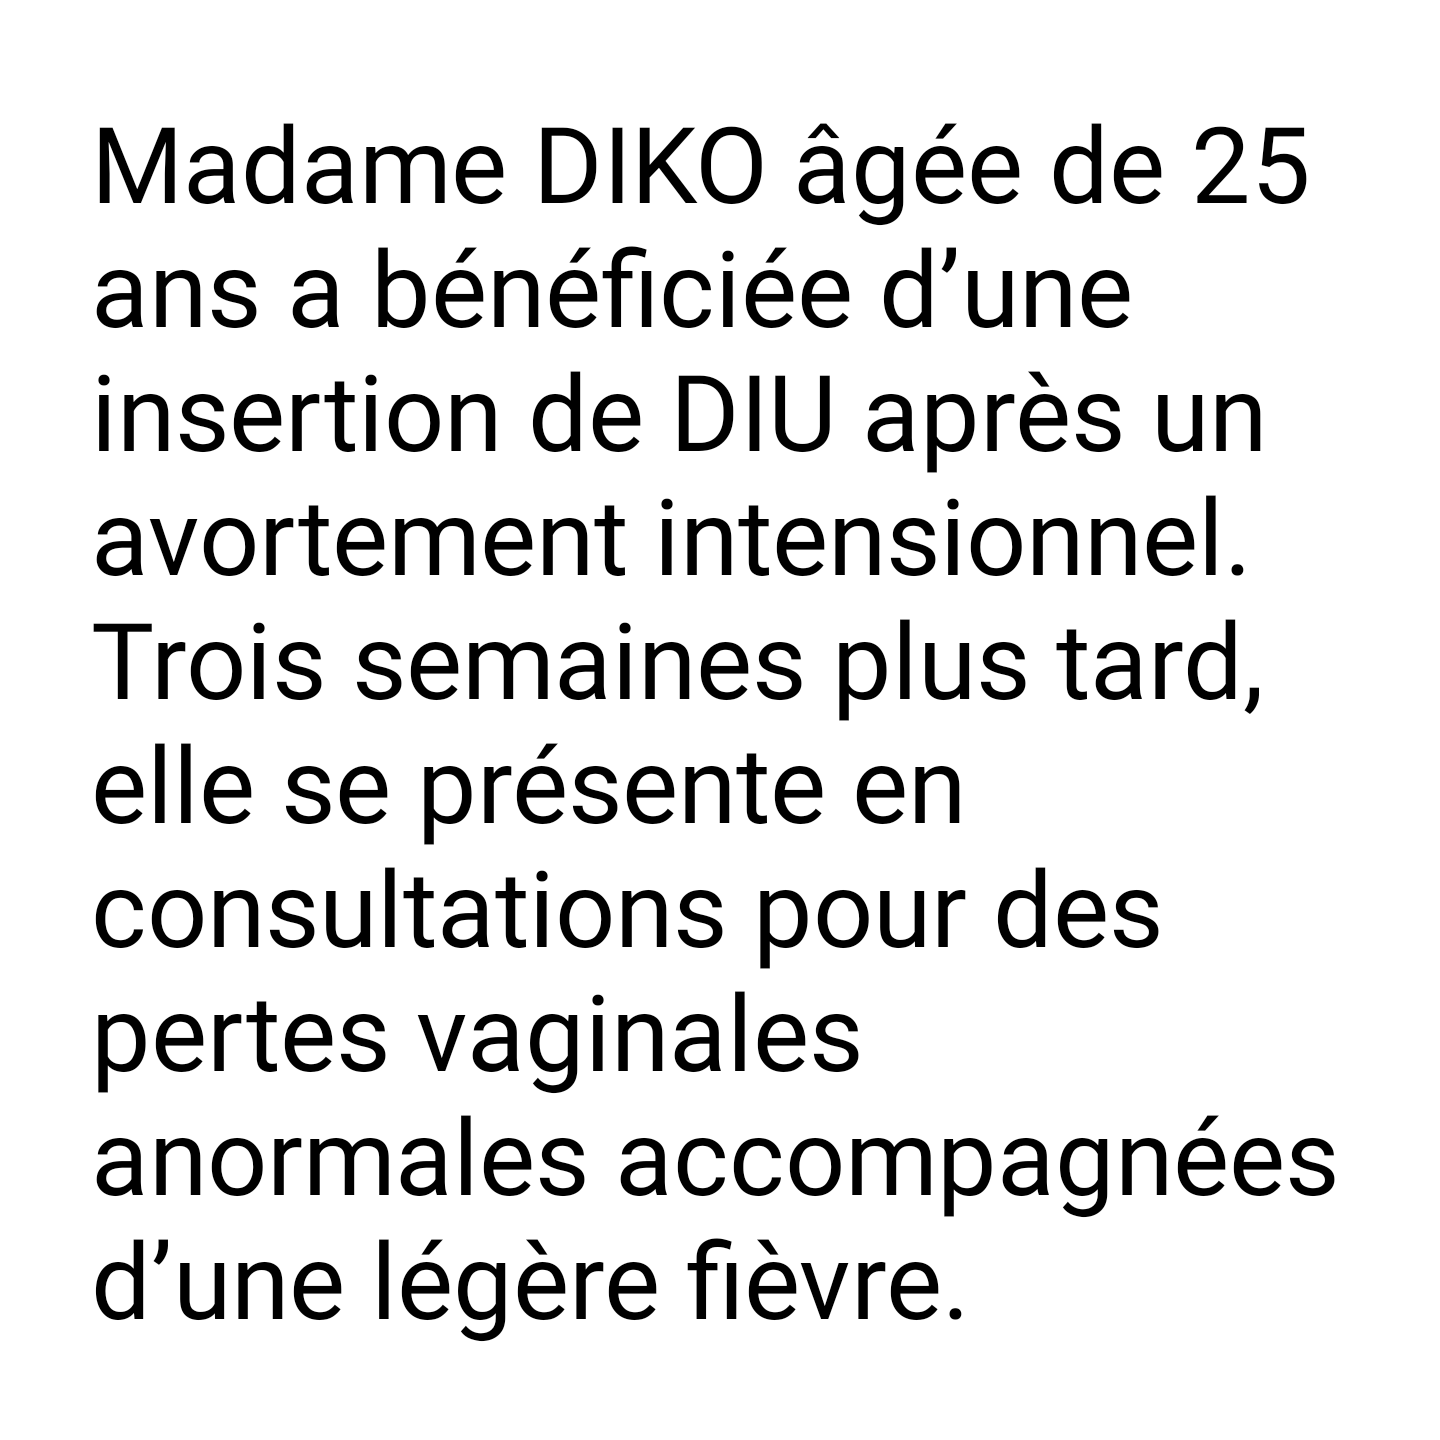 Madame DIKO âgée de 25
ans a bénéficiée d’une
insertion de DIU après un
avortement intensionnel.
Trois semaines plus tard,
elle se présente en
consultations pour des
pertes vaginales
anormales accompagnées
d’une légère fièvre.